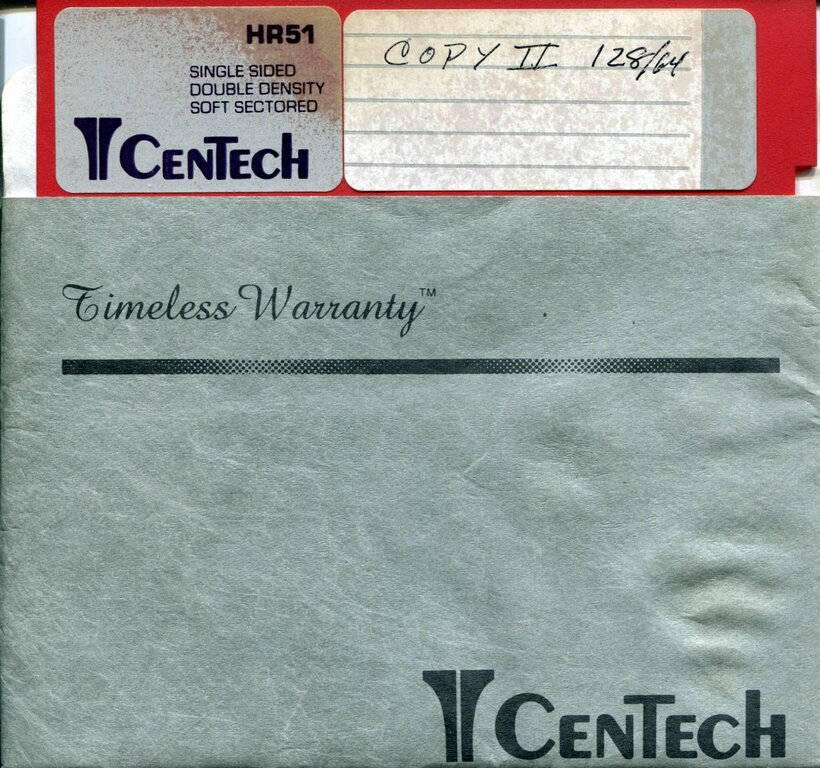 HR51
SINGLE SIDED
DOUBLE DENSITY
SOFT SECTORED
CENTECH
COPY II 128/64
Timeless Warranty™
CENTECH